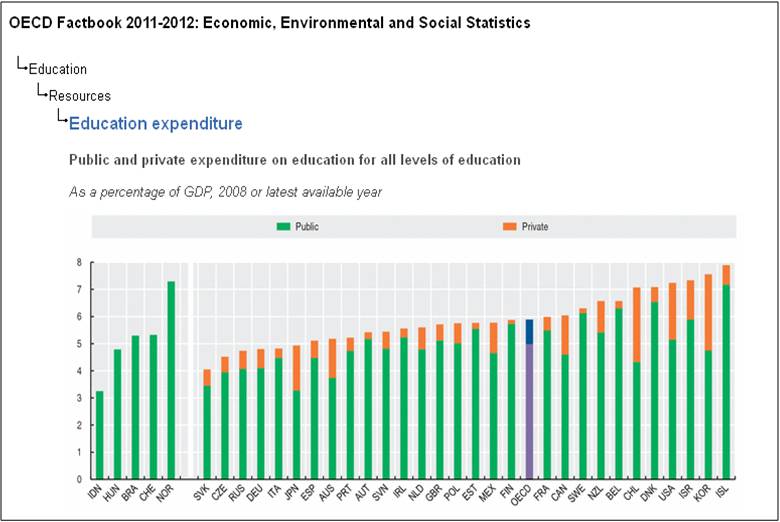 OECD Factbook 2011-2012: Economic, Environmental and Social Statistics
Education
Resources
Education expenditure
Public and private expenditure on education for all levels of education
As a percentage of GDP, 2008 or latest available year
Public Private
8
7
6
5
4
3
2
1
0
IDN HUN BRA CHE NOR SVK CZE RUS DEU ITA JPN ESP AUS PRT AUT SVN IRL NLD GBR POL EST MEX FIN OECD FRA CAN SWE NZL BEL CHL DNK USA ISR KOR ISL